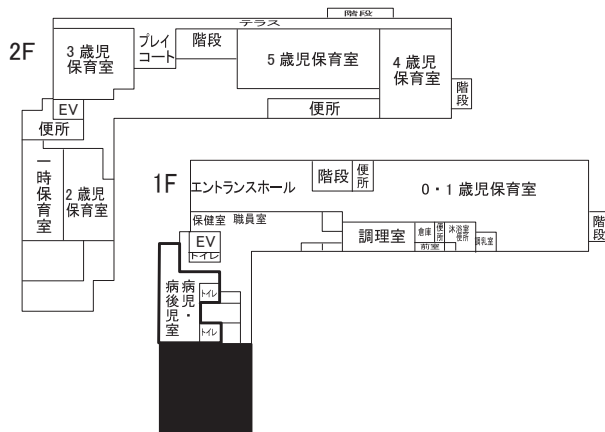 階段
テラス
2F
3歳児
保育室
プレイ
コート
階段
5歳児保育室
4歳児
保育室
階段
EV
便所
便所
一時保育室
2歳児
保育室
1F
エントランスホール
階段
便所
0・1歳児保育室
階段
保健室
職員室
調理室
倉庫
便所
沐浴室
便所
調乳室
前室
EV
トイレ
病児・
病後児室
トイレ
トイレ